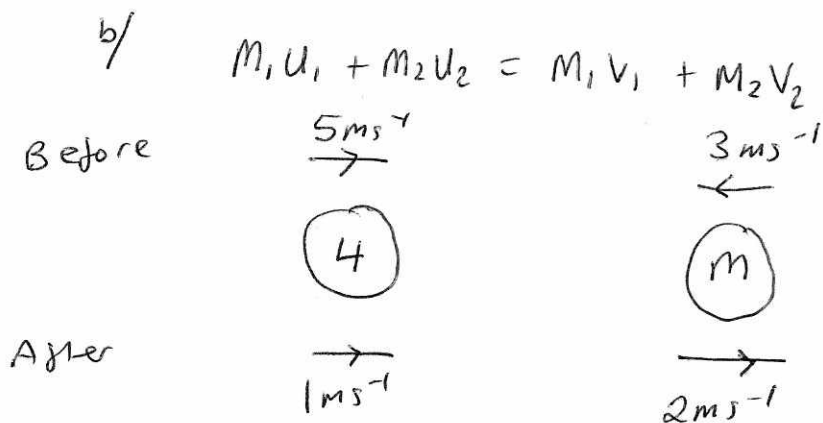 b/
M₁U₁ + M₂U₂ = M₁V₁ + M₂V₂
Before 5ms⁻¹ 3ms⁻¹
4 m
After
1ms⁻¹ 2ms⁻¹